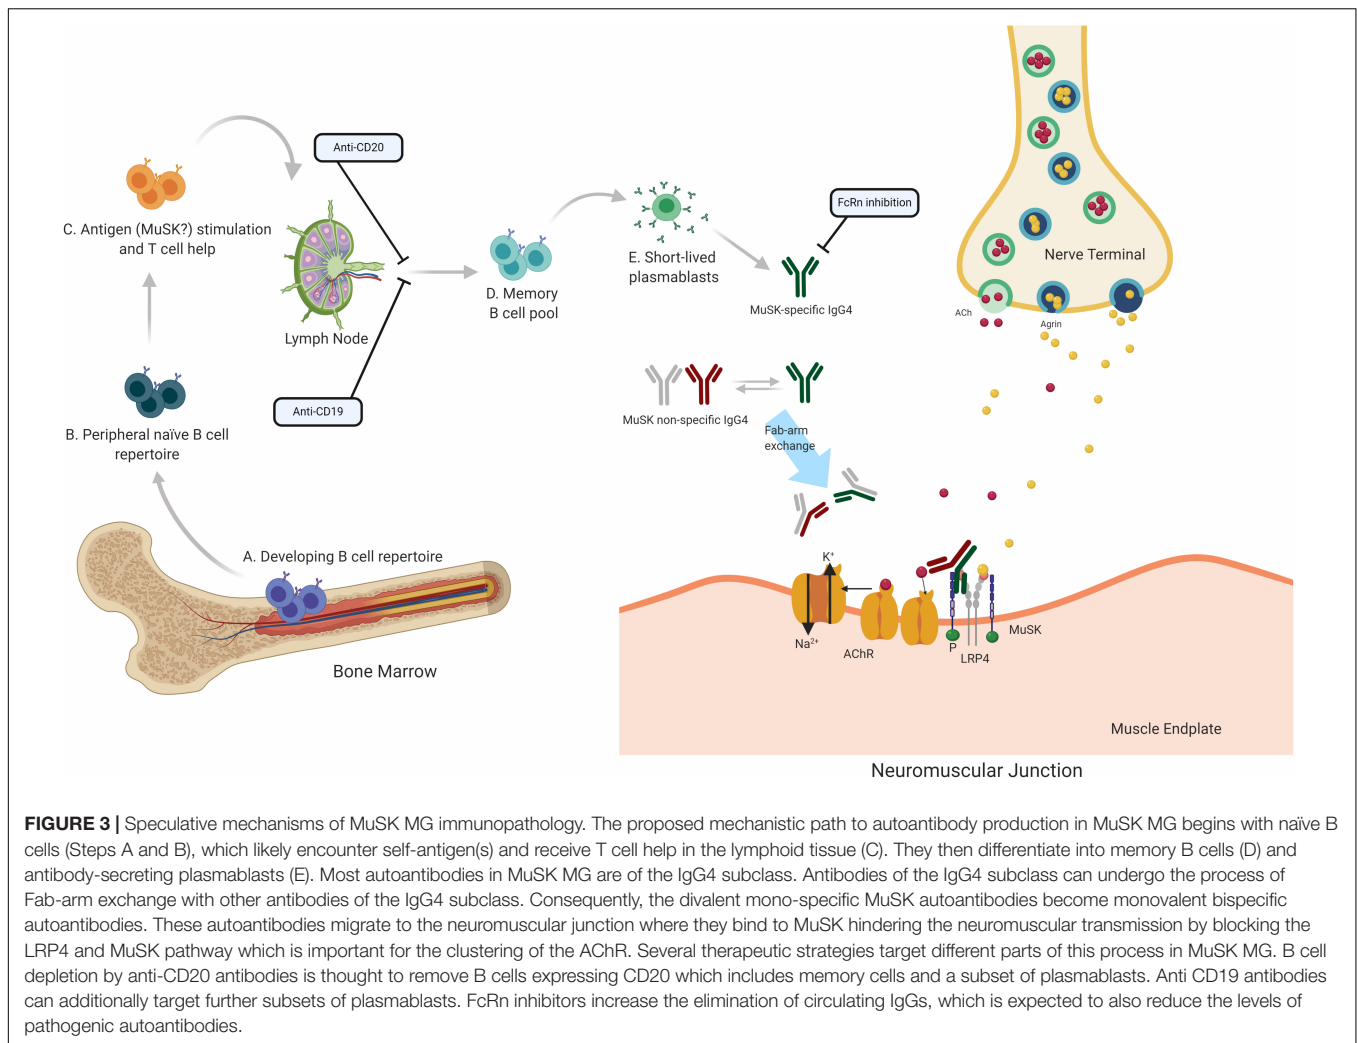 Anti-CD20
C. Antigen (MuSK?) stimulation
and T cell help
FcRn inhibition
E. Short-lived
plasmablasts
Nerve Terminal
D. Memory
B cell pool
MuSK-specific IgG4
ACh
Agrin
Lymph Node
Anti-CD19
MuSK non-specific IgG4
Fab-arm
exchange
B. Peripheral naïve B cell
repertoire
A. Developing B cell repertoire
Bone Marrow
K⁺
Na²⁺
AChR
P
LRP4
MuSK
Muscle Endplate
Neuromuscular Junction
FIGURE 3 | Speculative mechanisms of MuSK MG immunopathology. The proposed mechanistic path to autoantibody production in MuSK MG begins with naïve B
cells (Steps A and B), which likely encounter self-antigen(s) and receive T cell help in the lymphoid tissue (C). They then differentiate into memory B cells (D) and
antibody-secreting plasmablasts (E). Most autoantibodies in MuSK MG are of the IgG4 subclass. Antibodies of the IgG4 subclass can undergo the process of
Fab-arm exchange with other antibodies of the IgG4 subclass. Consequently, the divalent mono-specific MuSK autoantibodies become monovalent bispecific
autoantibodies. These autoantibodies migrate to the neuromuscular junction where they bind to MuSK hindering the neuromuscular transmission by blocking the
LRP4 and MuSK pathway which is important for the clustering of the AChR. Several therapeutic strategies target different parts of this process in MuSK MG. B cell
depletion by anti-CD20 antibodies is thought to remove B cells expressing CD20 which includes memory cells and a subset of plasmablasts. Anti CD19 antibodies
can additionally target further subsets of plasmablasts. FcRn inhibitors increase the elimination of circulating IgGs, which is expected to also reduce the levels of
pathogenic autoantibodies.